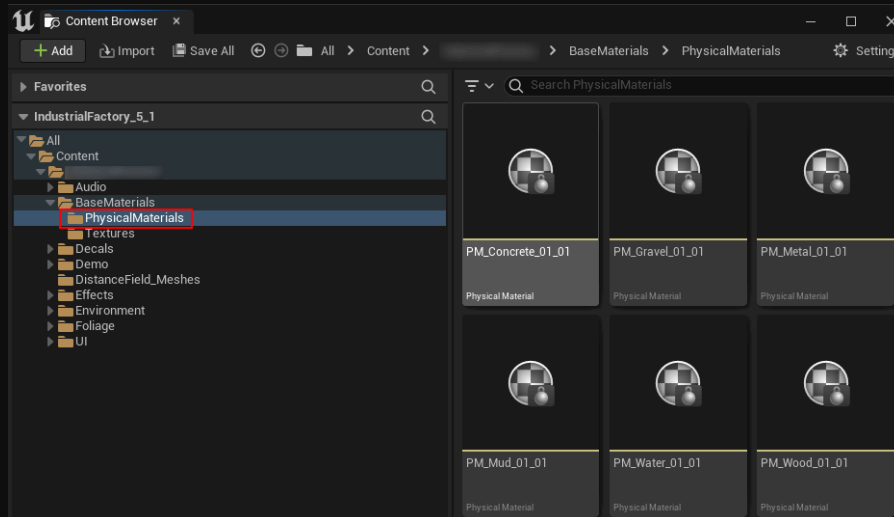 Content Browser
Add
Import
Save All
All
Content
BaseMaterials
PhysicalMaterials
Favorites
IndustrialFactory_5_1
All
Content
Audio
BaseMaterials
PhysicalMaterials
Textures
Decals
Demo
DistanceField_Meshes
Effects
Environment
Foliage
UI
Search PhysicalMaterials
PM_Concrete_01_01
Physical Material
PM_Gravel_01_01
Physical Material
PM_Metal_01_01
Physical Material
PM_Mud_01_01
Physical Material
PM_Water_01_01
Physical Material
PM_Wood_01_01
Physical Material